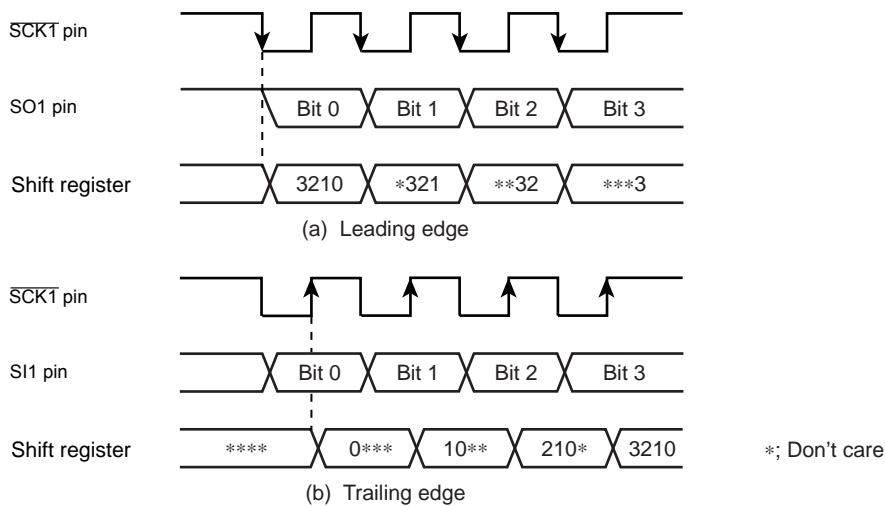 SCK1 pin
SO1 pin Bit 0 Bit 1 Bit 2 Bit 3
Shift register 3210 *321 **32 ***3
(a) Leading edge
SCK1 pin
SI1 pin Bit 0 Bit 1 Bit 2 Bit 3
Shift register **** 0*** 10** 210* 3210 *; Don't care
(b) Trailing edge